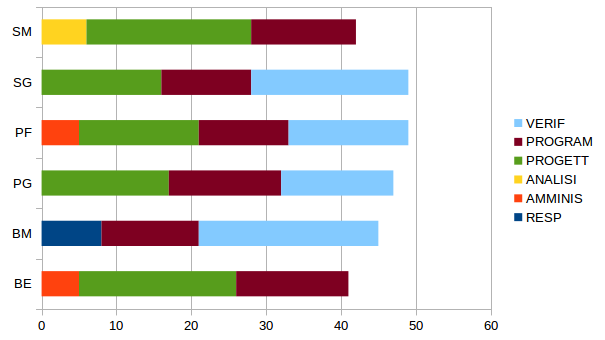 SM
SG
PF
PG
BM
BE
0 10 20 30 40 50 60
VERIF
PROGRAM
PROGETT
ANALISI
AMMINIS
RESP